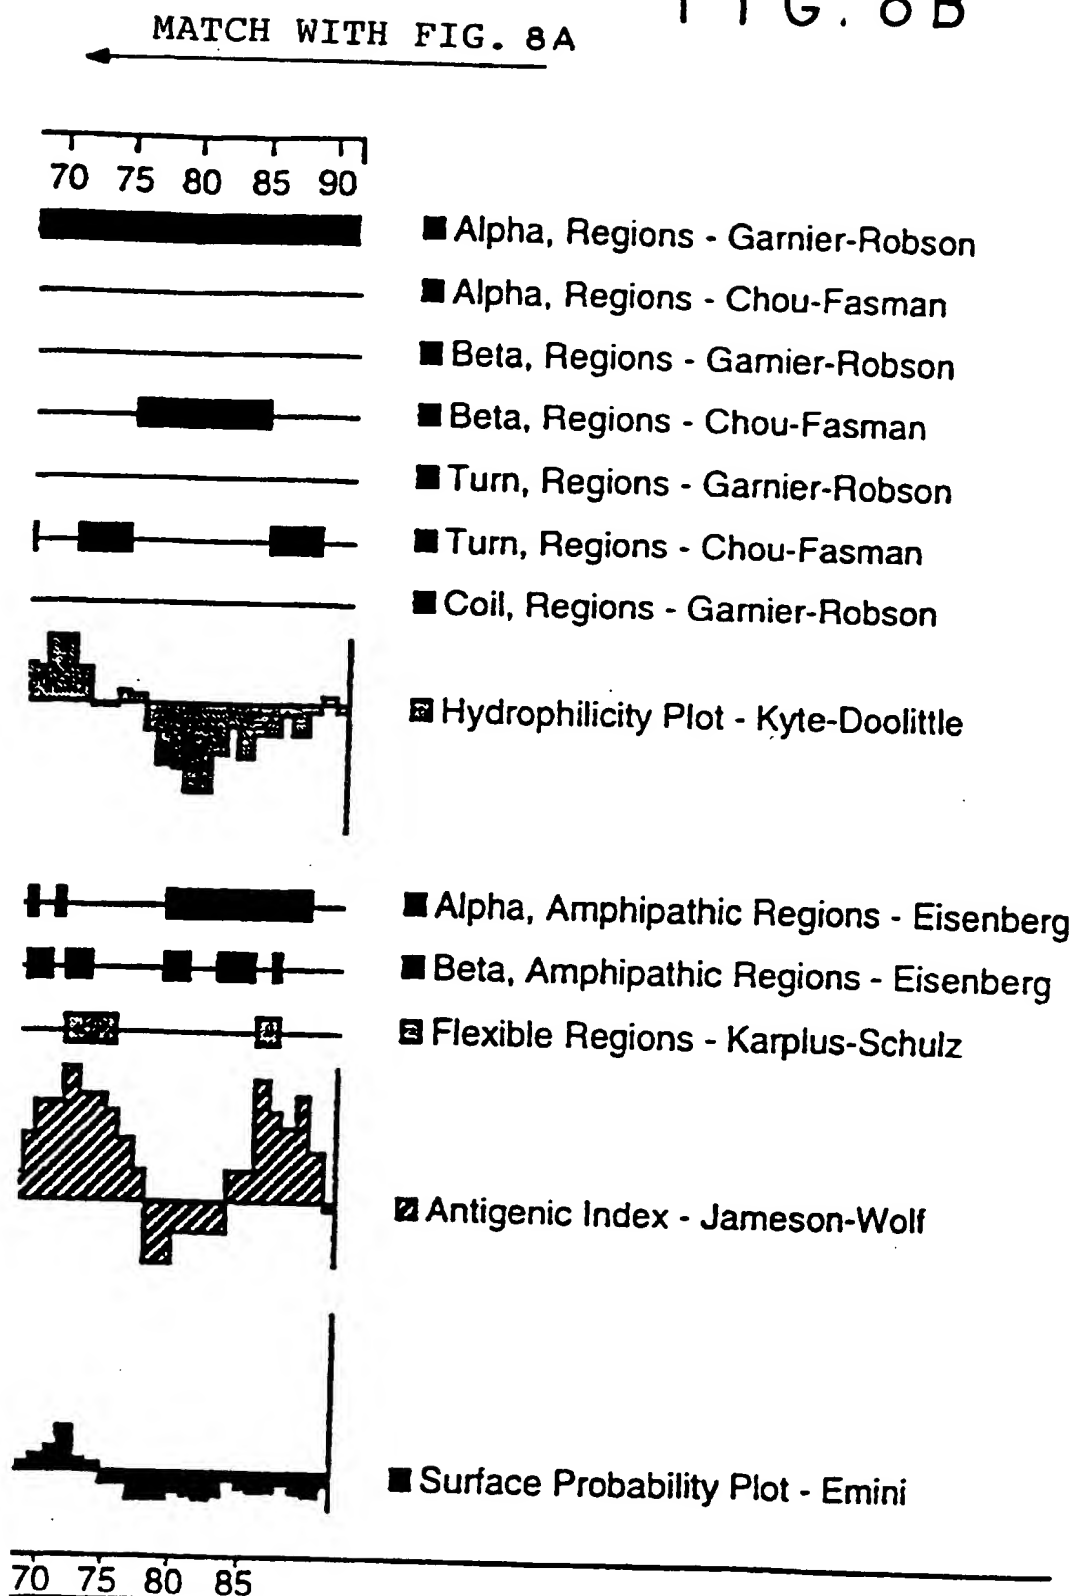 FIG. 8B
MATCH WITH FIG. 8A
70 75 80 85 90
Alpha, Regions - Garnier-Robson
Alpha, Regions - Chou-Fasman
Beta, Regions - Garnier-Robson
Beta, Regions - Chou-Fasman
Turn, Regions - Garnier-Robson
Turn, Regions - Chou-Fasman
Coil, Regions - Garnier-Robson
Hydrophilicity Plot - Kyte-Doolittle
Alpha, Amphipathic Regions - Eisenberg
Beta, Amphipathic Regions - Eisenberg
Flexible Regions - Karplus-Schulz
Antigenic Index - Jameson-Wolf
Surface Probability Plot - Emini
70 75 80 85